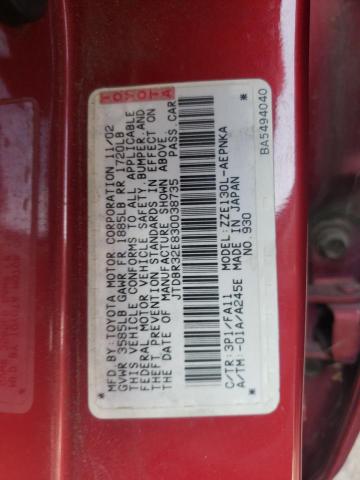 TOYOTA
MFD.BY:TOYOTA MOTOR CORPORATION 11/02
GVWR 3585LB GAWR FR 1885LB RR 1720LB
THIS VEHICLE CONFORMS TO ALL APPLICABLE
FEDERAL MOTOR VEHICLE SAFETY, BUMPER,AND
THEFT PREVENTION STANDARDS IN EFFECT ON
THE DATE OF MANUFACTURE SHOWN ABOVE.
*JTDBR32E830038735 PASS CAR*
C/TR:3P1/FA11 MODEL:ZZE130L-AEPNKA
A/TM:-01A/A245E MADE IN JAPAN
NO 930
BA5494040